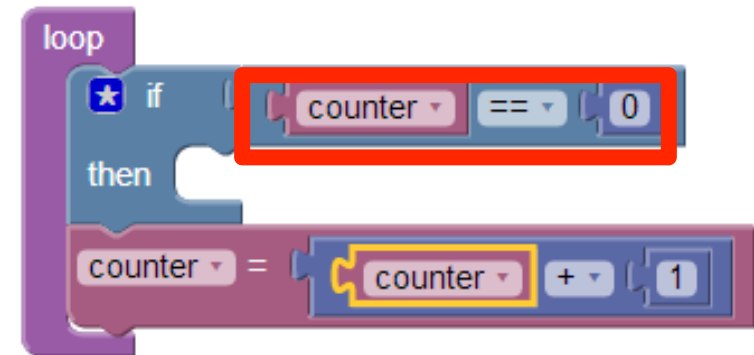 loop
if counter == 0
then
counter = counter + 1